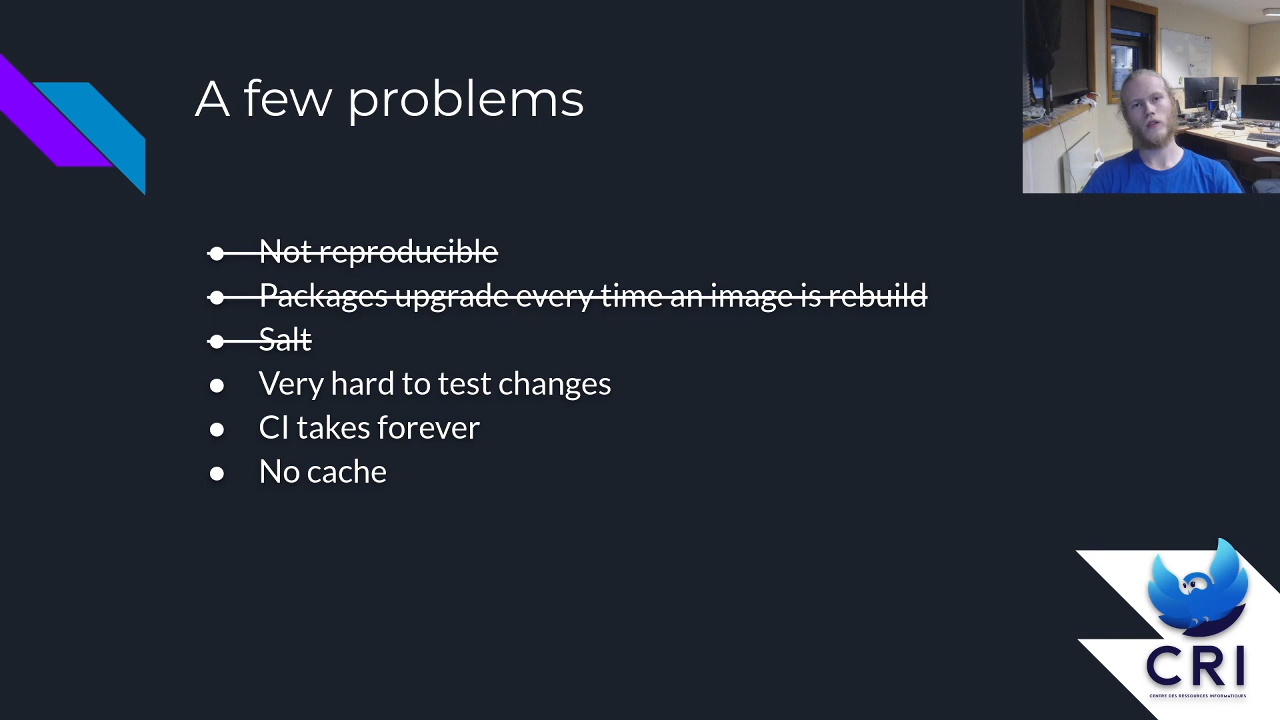 A few problems
● Not reproducible
● Packages upgrade every time an image is rebuild
● Salt
● Very hard to test changes
● CI takes forever
● No cache
CRI
CENTRE DES RESSOURCES INFORMATIQUES